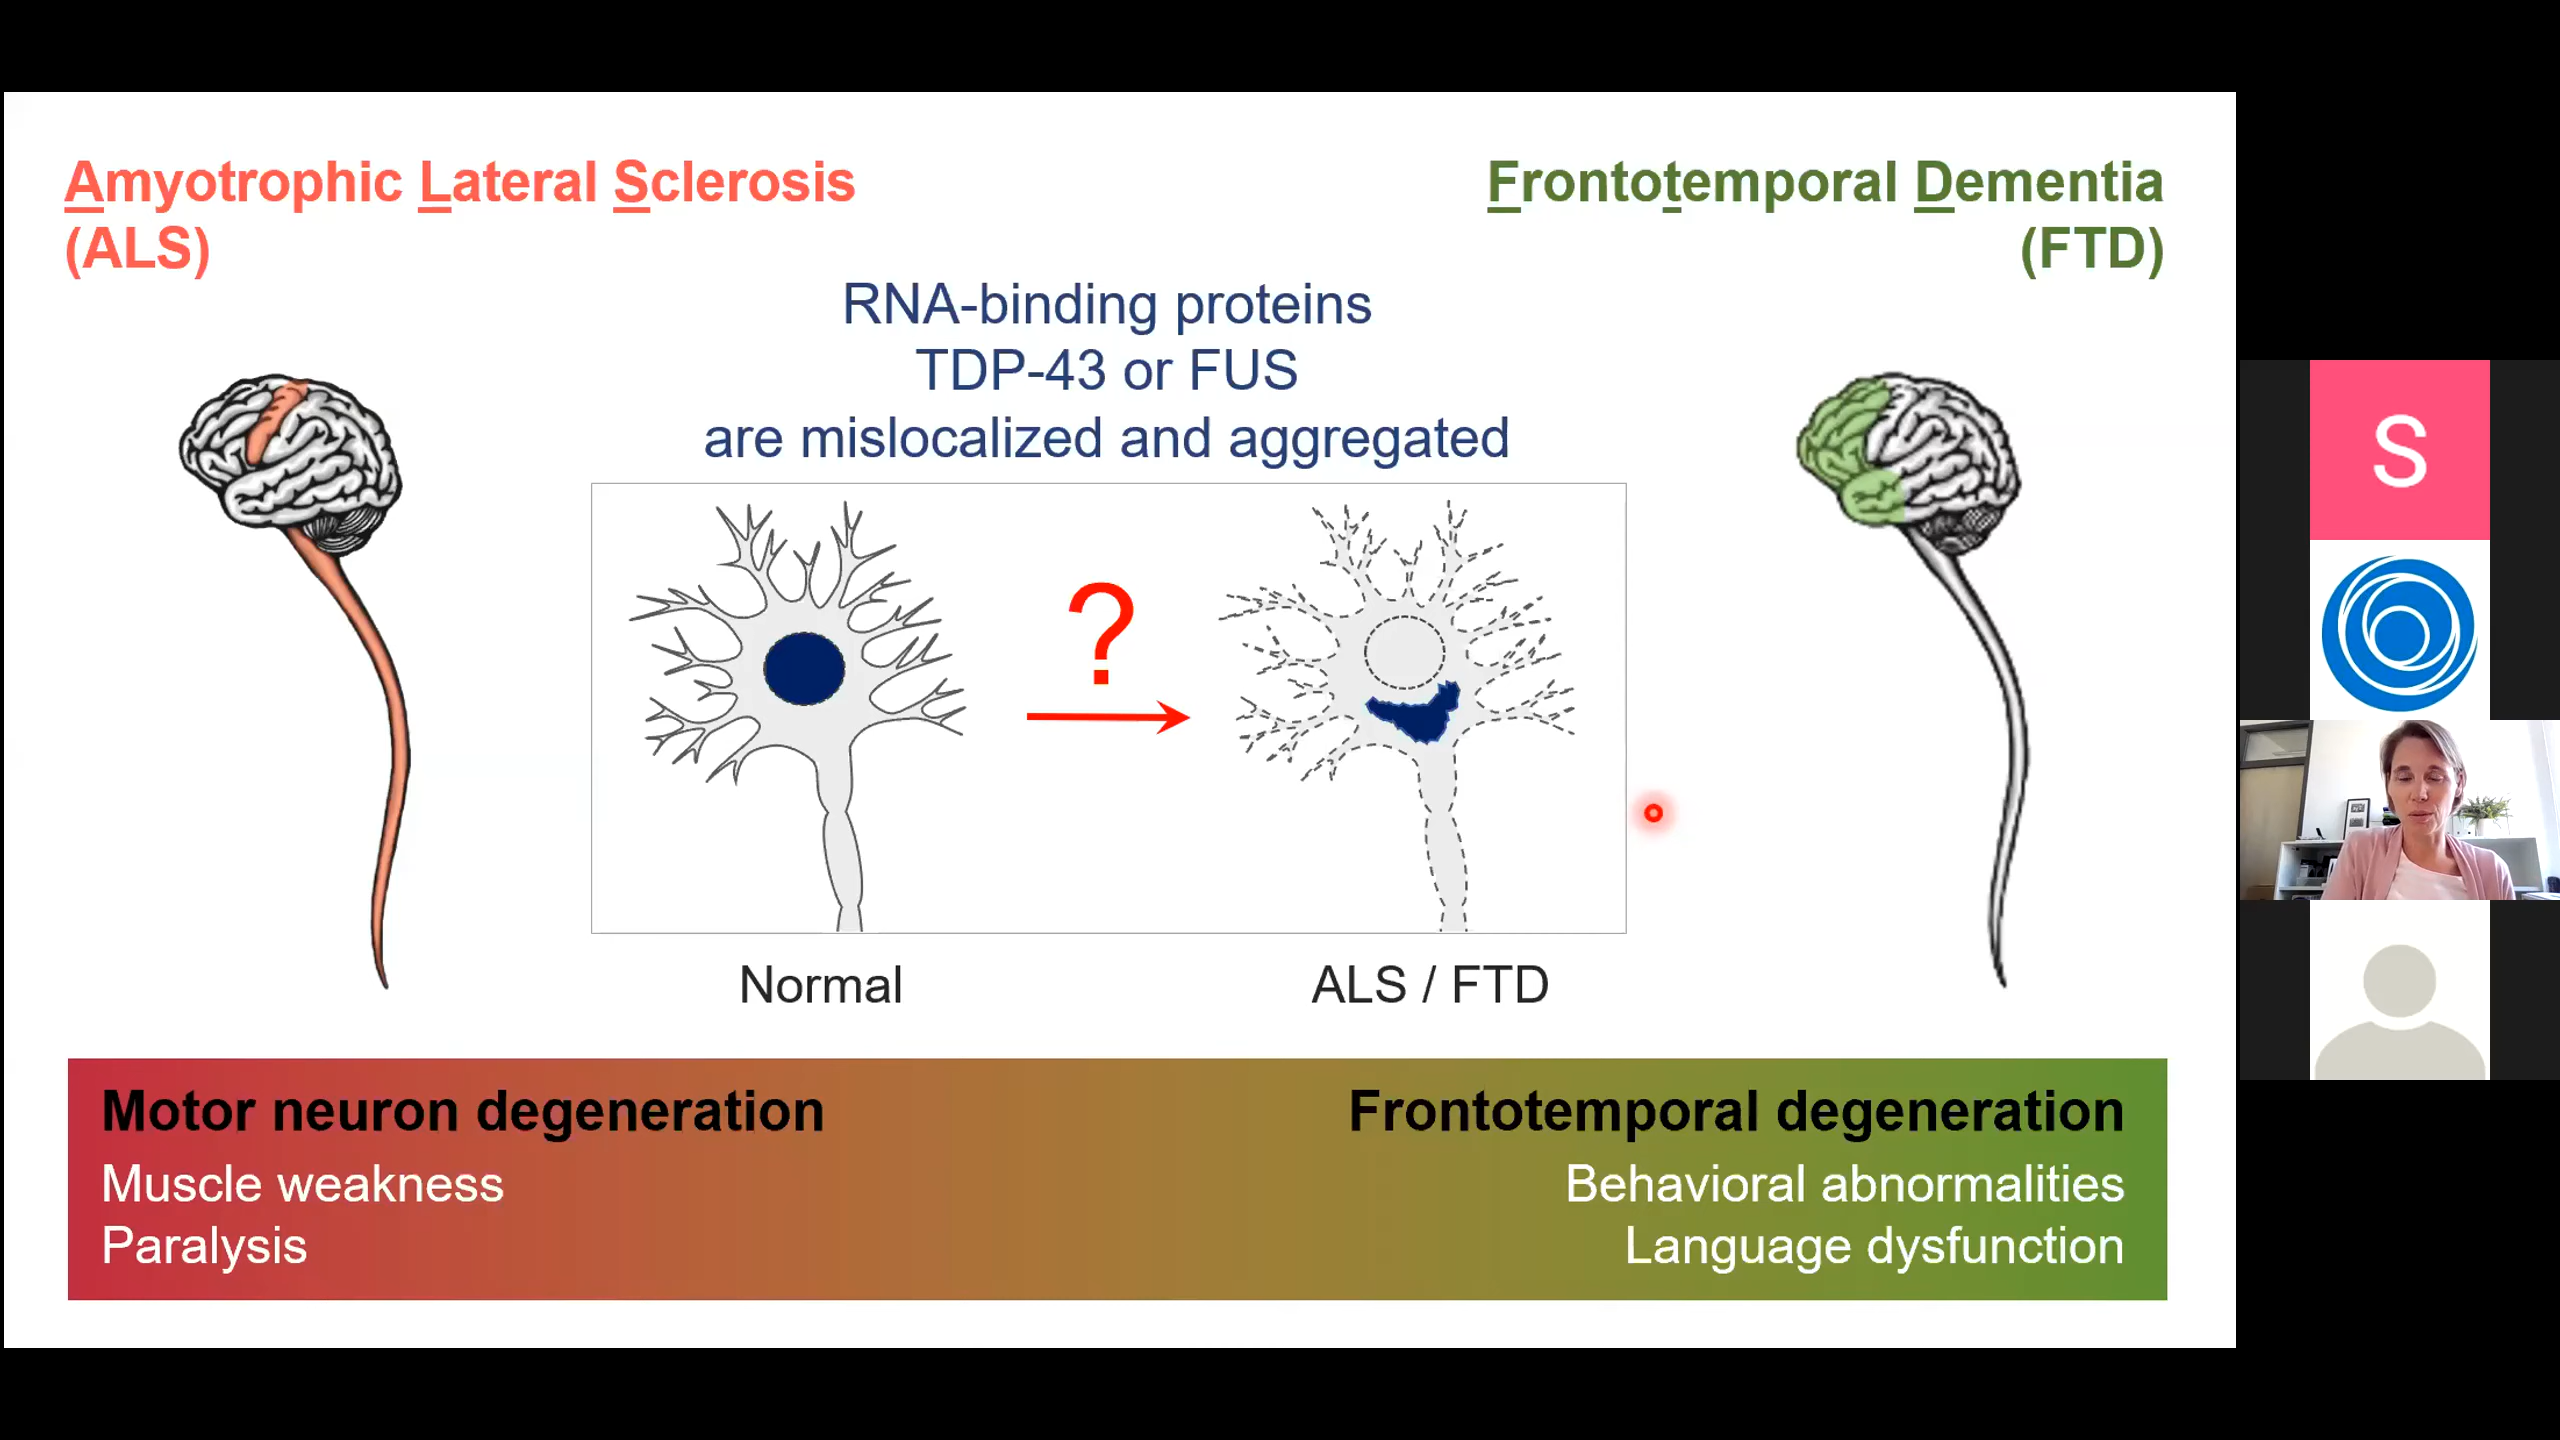 Amyotrophic Lateral Sclerosis
(ALS)
Frontotemporal Dementia
(FTD)
RNA-binding proteins
TDP-43 or FUS
are mislocalized and aggregated
?
Normal
ALS / FTD
Motor neuron degeneration
Muscle weakness
Paralysis
Frontotemporal degeneration
Behavioral abnormalities
Language dysfunction
S